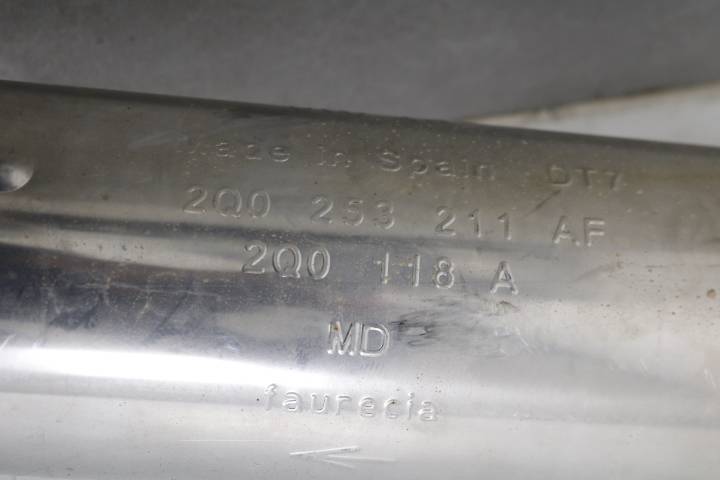 Made in Spain DT7
2Q0 253 211 AF
2Q0 118 A
MD
faurecia